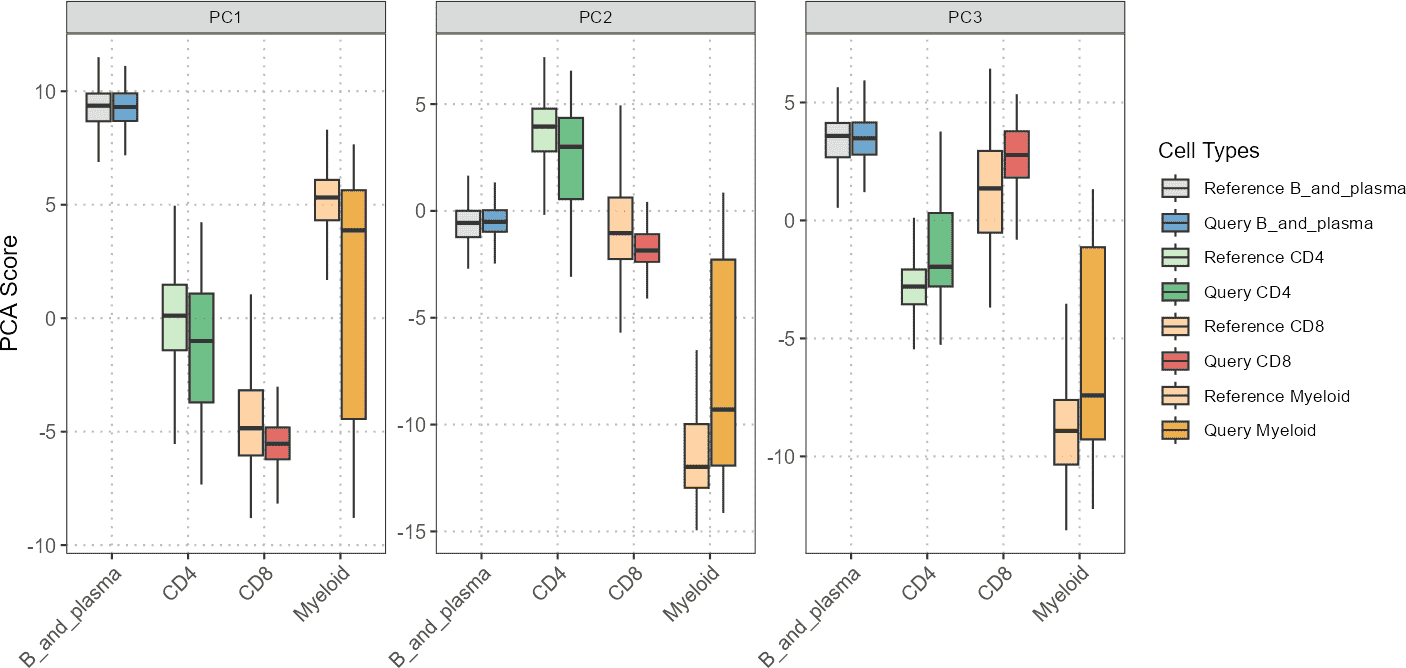 PC1
PC2
PC3
PCA Score
10
5
0
-5
-10
5
0
-5
-10
-15
5
0
-5
-10
B_and_plasma
CD4
CD8
Myeloid
B_and_plasma
CD4
CD8
Myeloid
B_and_plasma
CD4
CD8
Myeloid
Cell Types
Reference B_and_plasma
Query B_and_plasma
Reference CD4
Query CD4
Reference CD8
Query CD8
Reference Myeloid
Query Myeloid